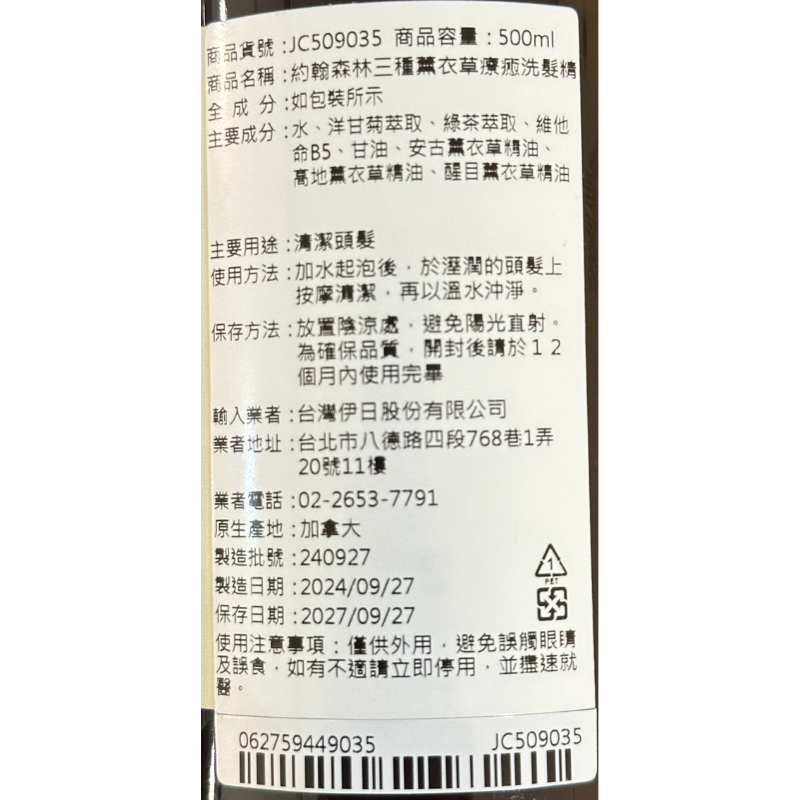 商品貨號：JC509035 商品容量：500ml
商品名稱：約翰森林三種薰衣草療癒洗髮精
全成分：如包裝所示
主要成分：水、洋甘菊萃取、綠茶萃取、維他
命B5、甘油、安古薰衣草精油、
高地薰衣草精油、醒目薰衣草精油
主要用途：清潔頭髮
使用方法：加水起泡後，於溼潤的頭髮上
按摩清潔，再以溫水沖淨。
保存方法：放置陰涼處，避免陽光直射。
為確保品質，開封後請於１２
個月內使用完畢
輸入業者：台灣伊日股份有限公司
業者地址：台北市八德路四段768巷1弄
20號11樓
業者電話：02-2653-7791
原生產地：加拿大
製造批號：240927
製造日期：2024/09/27
保存日期：2027/09/27
1
PET
使用注意事項：僅供外用，避免誤觸眼睛
及誤食，如有不適請立即停用，並盡速就
醫。
062759449035 JC509035